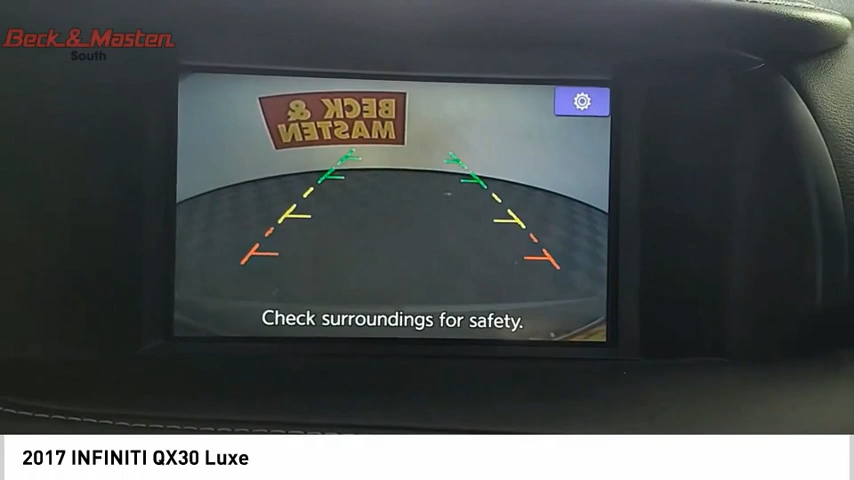 Beck & Masten
South
BECK &
MASTEN
Check surroundings for safety.
2017 INFINITI QX30 Luxe